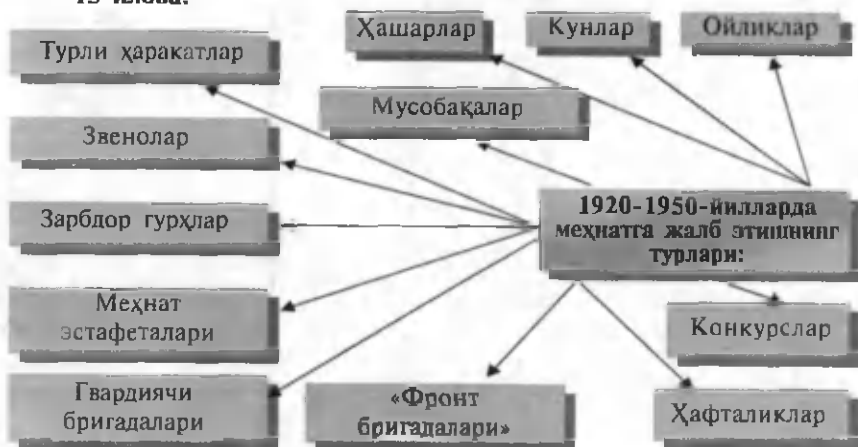 Ҳашарлар
Кунлар
Ойликлар
Турли ҳаракатлар
Мусобақалар
Звенолар
Зарбдор гурҳлар
1920-1950-йилларда
меҳнатга жалб этишнинг
турлари:
Меҳнат
эстафеталари
Конкурслар
Гвардиячи
бригадалари
«Фронт
бригадалари»
Ҳафталиклар